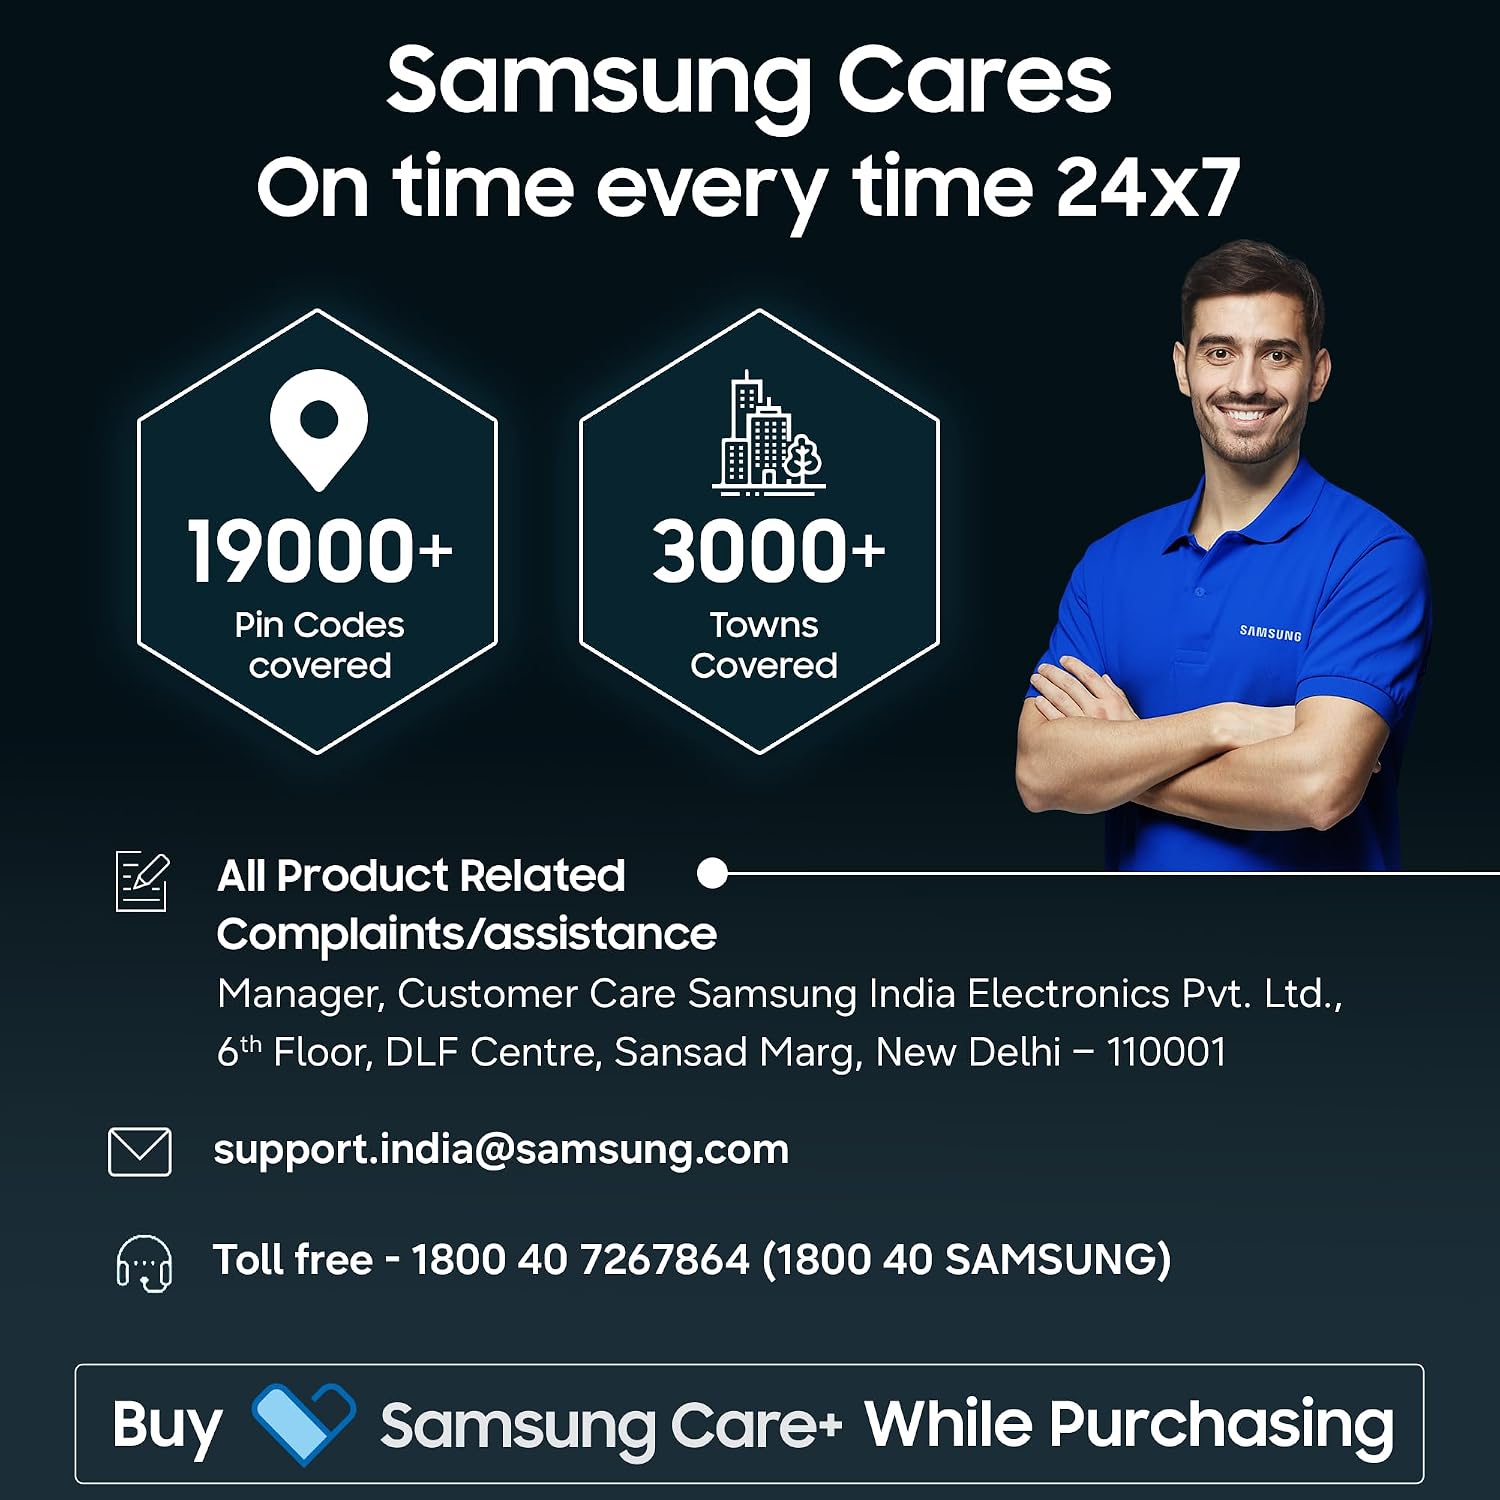 Samsung Cares
On time every time 24x7
19000+
Pin Codes
covered
3000+
Towns
Covered
SAMSUNG
All Product Related
Complaints/assistance
Manager, Customer Care Samsung India Electronics Pvt. Ltd.,
6th Floor, DLF Centre, Sansad Marg, New Delhi – 110001
support.india@samsung.com
Toll free - 1800 40 7267864 (1800 40 SAMSUNG)
Buy Samsung Care+ While Purchasing